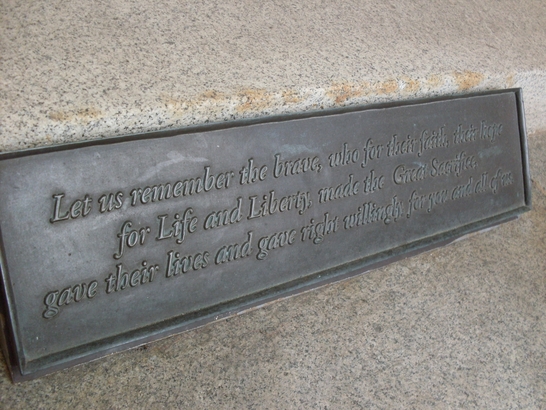 Let us remember the brave, who for their faith, their hope
for Life and Liberty, made the Great Sacrifice
gave their lives and gave right willingly, for you and all of us.